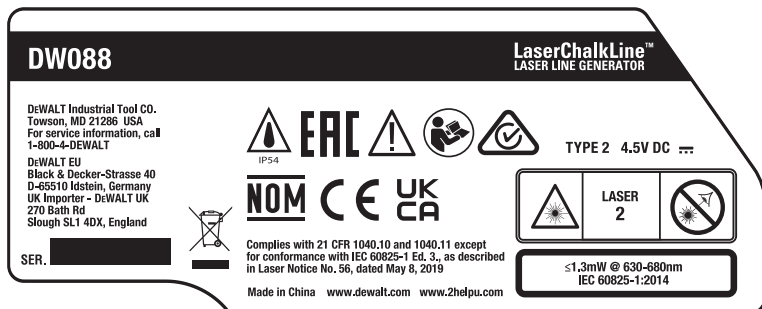 DW088
LaserChalkLine™
LASER LINE GENERATOR
DEWALT Industrial Tool CO.
Towson, MD 21286 USA
For service information, call
1-800-4-DEWALT
DEWALT EU
Black & Decker-Strasse 40
D-65510 Idstein, Germany
UK Importer - DEWALT UK
270 Bath Rd
Slough SL1 4DX, England
SER.
IP54
EAC
NOM
CE
UK
CA
Complies with 21 CFR 1040.10 and 1040.11 except
for conformance with IEC 60825-1 Ed. 3., as described
in Laser Notice No. 56, dated May 8, 2019
Made in China www.dewalt.com www.2helpu.com
TYPE 2 4.5V DC
LASER
2
≤1.3mW @ 630-680nm
IEC 60825-1:2014